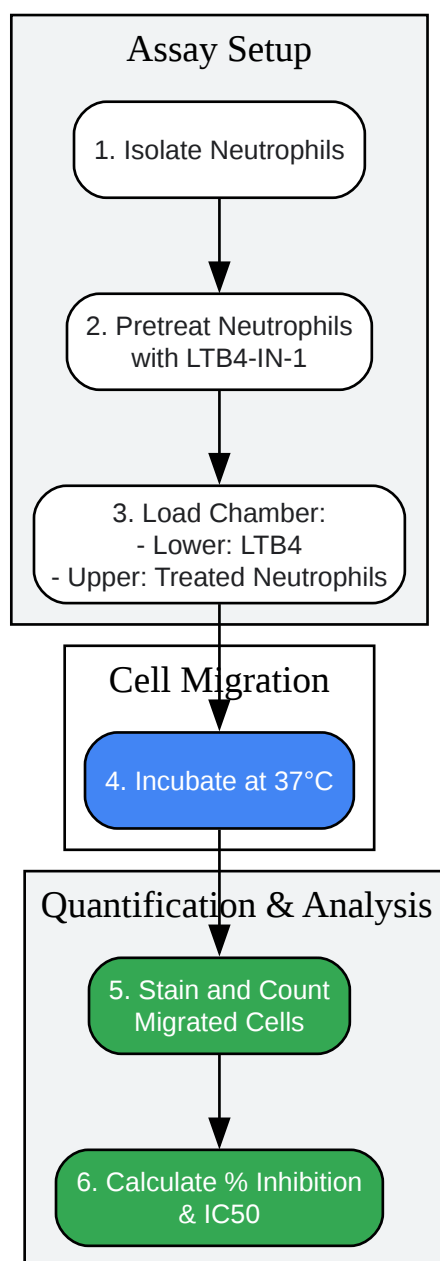 Assay Setup
1. Isolate Neutrophils
2. Pretreat Neutrophils
with LTB4-IN-1
3. Load Chamber:
- Lower: LTB4
- Upper: Treated Neutrophils
Cell Migration
4. Incubate at 37°C
Quantification & Analysis
5. Stain and Count
Migrated Cells
6. Calculate % Inhibition
& IC50